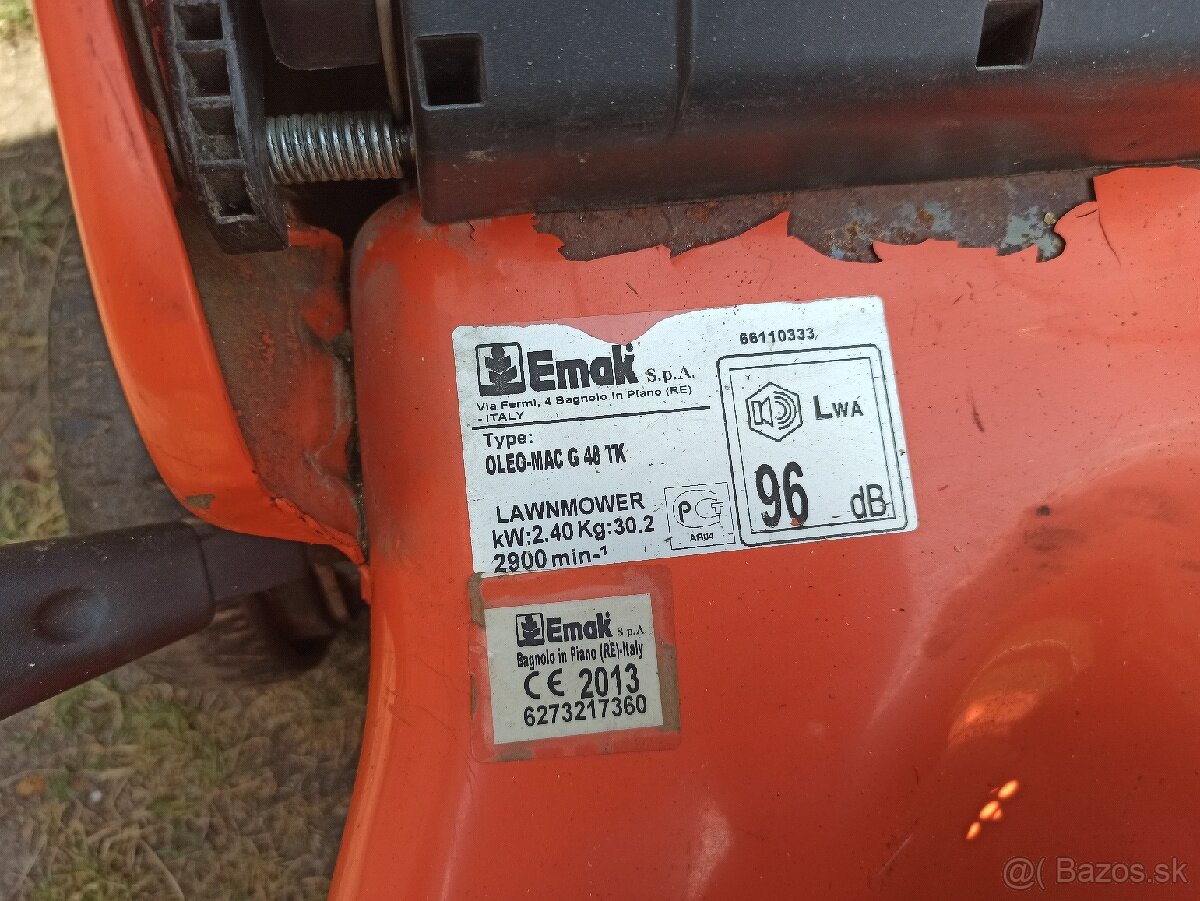 66110333
Emak S.p.A.
Via Fermi, 4 Bagnolo in Piano (RE)
- ITALY
Type:
OLEO-MAC G 48 TK
LAWNMOWER
kW:2.40 Kg:30.2
2900 min-¹
LWA
96 dB
Emak S.p.A
Bagnolo in Piano (RE)-Italy
CE 2013
6273217360
@( Bazos.sk